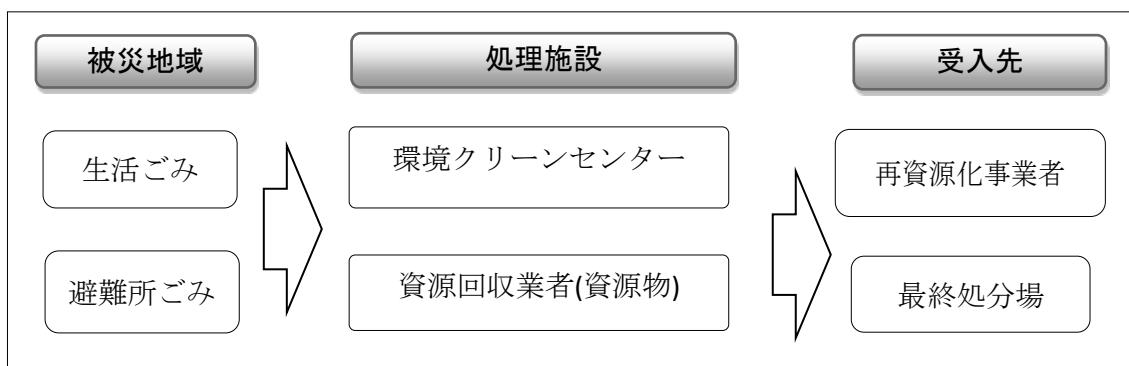 被災地域
処理施設
受入先
生活ごみ
環境クリーンセンター
再資源化事業者
避難所ごみ
資源回収業者(資源物)
最終処分場